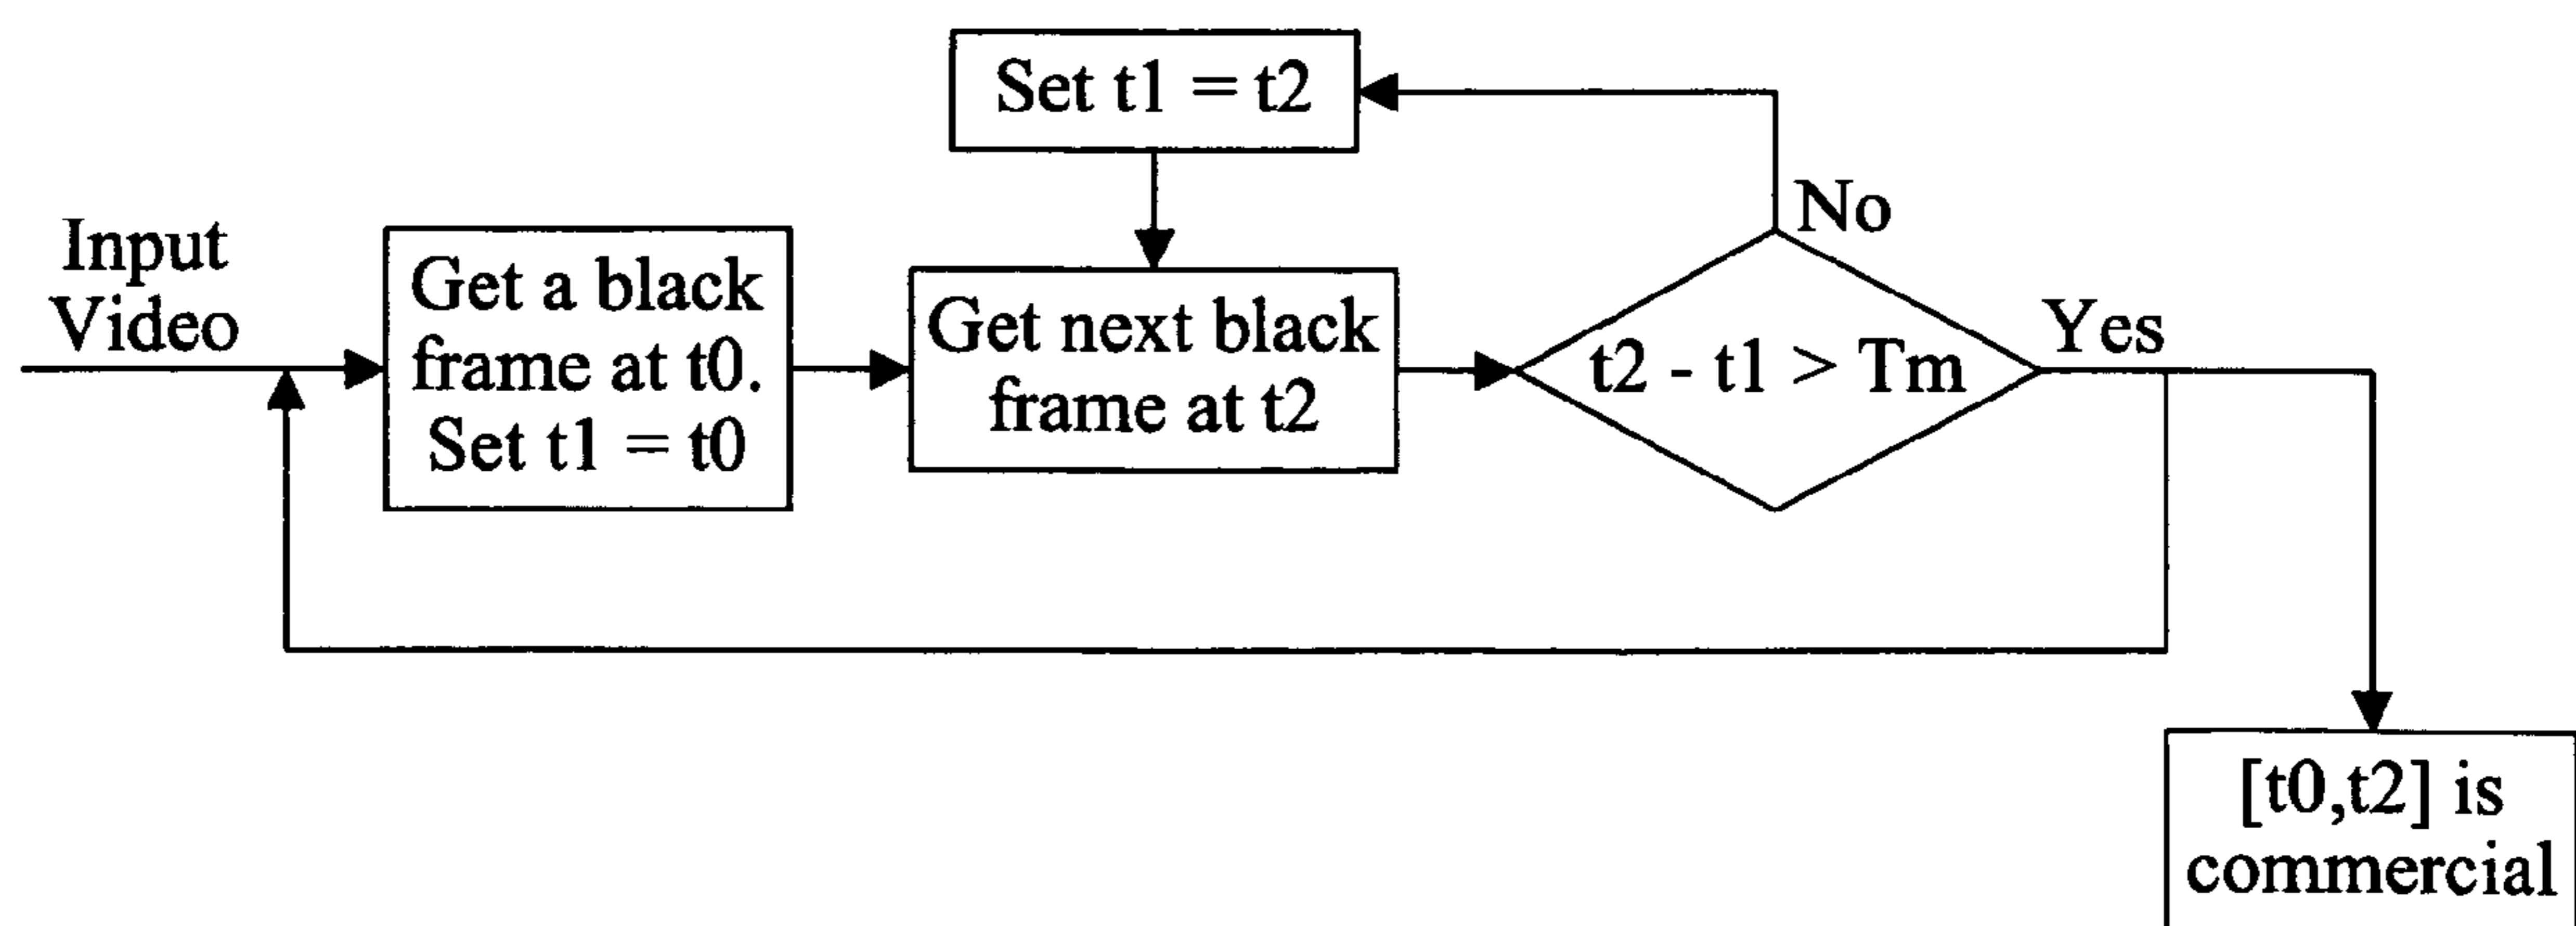 Set t1 = t2
Input
Video
Get a black
frame at t0.
Set t1 = t0
Get next black
frame at t2
No
t2 - t1 > Tm
Yes
[t0,t2] is
commercial